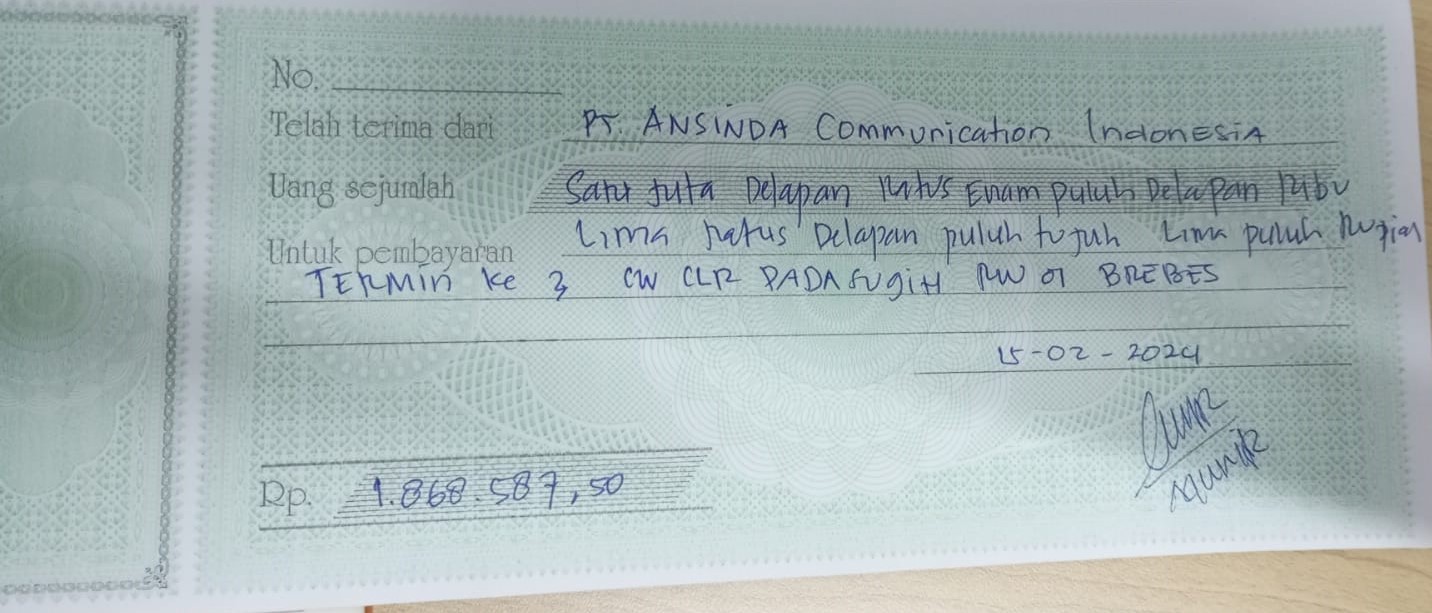 No.
Telah terima dari PT. ANSINDA Communication Indonesia
Uang sejumlah Satu Juta Delapan ratus Enam puluh Delapan ribu
Untuk pembayaran Lima ratus Delapan puluh tujuh Lima puluh Rupiah
TERMin ke 3 CW CLR PADASUgiH RW 01 BREBES
15-02-2024
Rp. 1.868.587,50